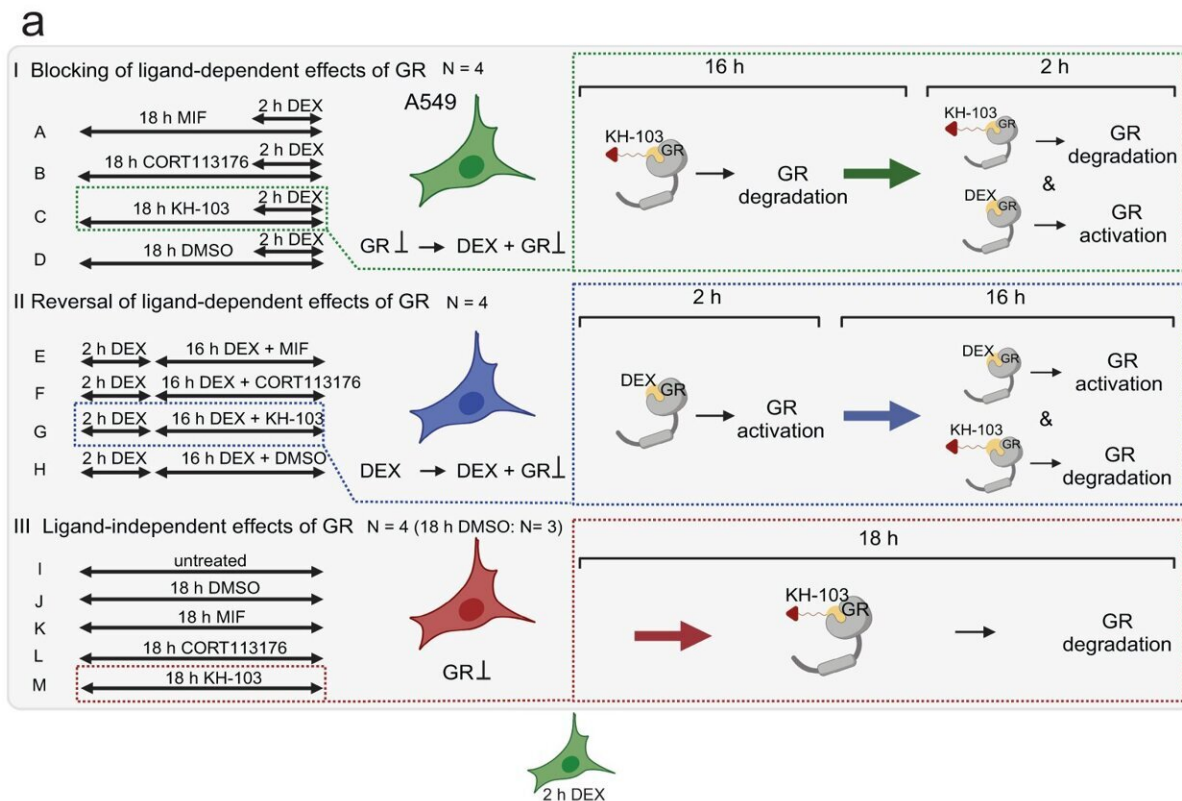 a
I Blocking of ligand-dependent effects of GR N = 4
A549
A 18 h MIF 2 h DEX
B 18 h CORT113176 2 h DEX
C 18 h KH-103 2 h DEX
D 18 h DMSO 2 h DEX
GR⊥ → DEX + GR⊥
16 h
KH-103
GR
→ GR
degradation
2 h
KH-103
GR
→ GR
degradation
&
DEX
GR
→ GR
activation
II Reversal of ligand-dependent effects of GR N = 4
E 2 h DEX 16 h DEX + MIF
F 2 h DEX 16 h DEX + CORT113176
G 2 h DEX 16 h DEX + KH-103
H 2 h DEX 16 h DEX + DMSO
DEX → DEX + GR⊥
2 h
DEX
GR
→ GR
activation
16 h
DEX
GR
→ GR
activation
&
KH-103
GR
→ GR
degradation
III Ligand-independent effects of GR N = 4 (18 h DMSO: N= 3)
I untreated
J 18 h DMSO
K 18 h MIF
L 18 h CORT113176
M 18 h KH-103
GR⊥
18 h
KH-103
GR
→ GR
degradation
2 h DEX